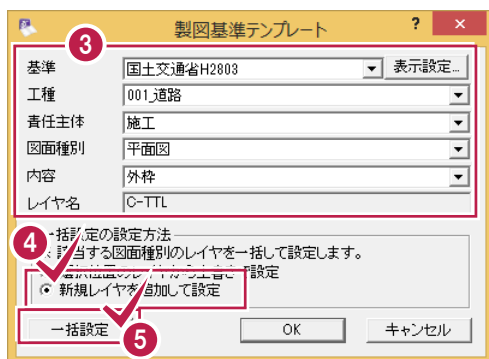 製図基準テンプレート ? ×
3
基準 国土交通省H2803 表示設定...
工種 001_道路
責任主体 施工
図面種別 平面図
内容 外枠
レイヤ名 C-TTL
4
一括設定の設定方法
する図面種別のレイヤを一括して設定します。
設定
新規レイヤを追加して設定
5
一括設定 OK キャンセル